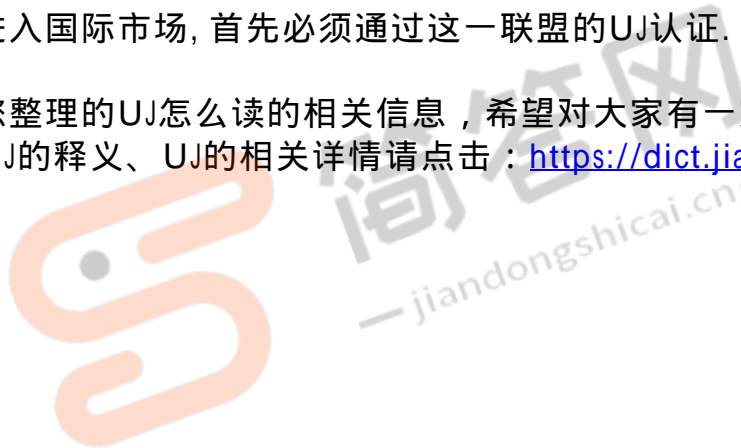 入国际市场, 首先必须通过这一联盟的UJ认证.
整理的UJ怎么读的相关信息，希望对大家有一
J的释义、UJ的相关详情请点击：https://dict.jia
简答网
jiandongshicai.cn